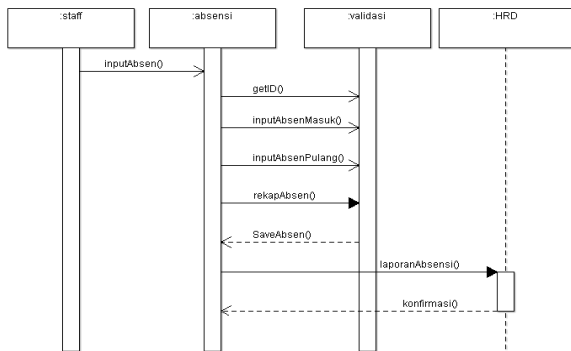 :staff
:absensi
:validasi
:HRD
inputAbsen()
getID()
inputAbsenMasuk()
inputAbsenPulang()
rekapAbsen()
SaveAbsen()
laporanAbsensi()
konfirmasi()